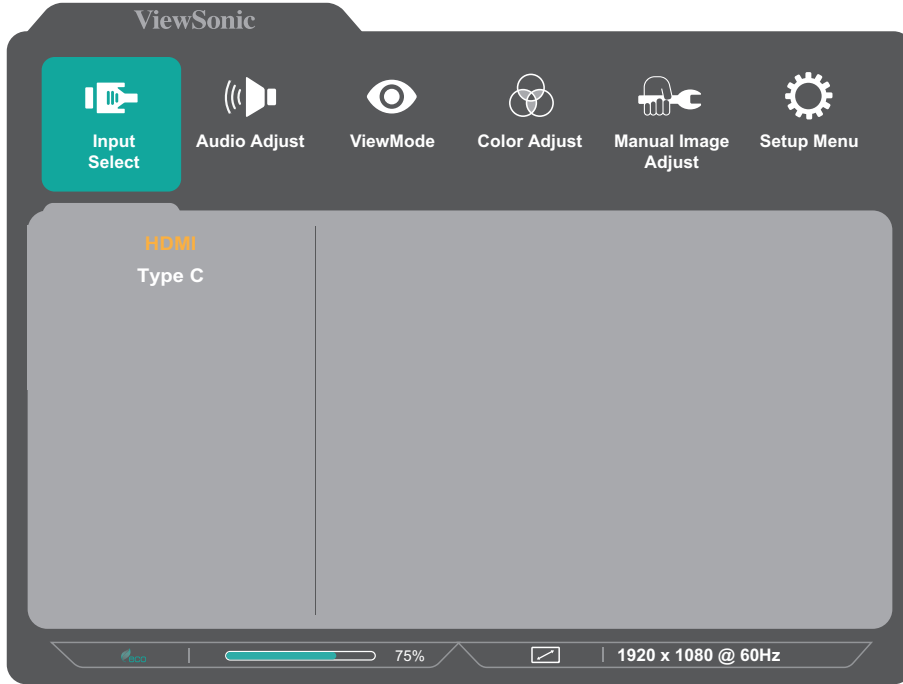 ViewSonic
Input
Select
Audio Adjust
ViewMode
Color Adjust
Manual Image
Adjust
Setup Menu
HDMI
Type C
eco
75%
1920 x 1080 @ 60Hz